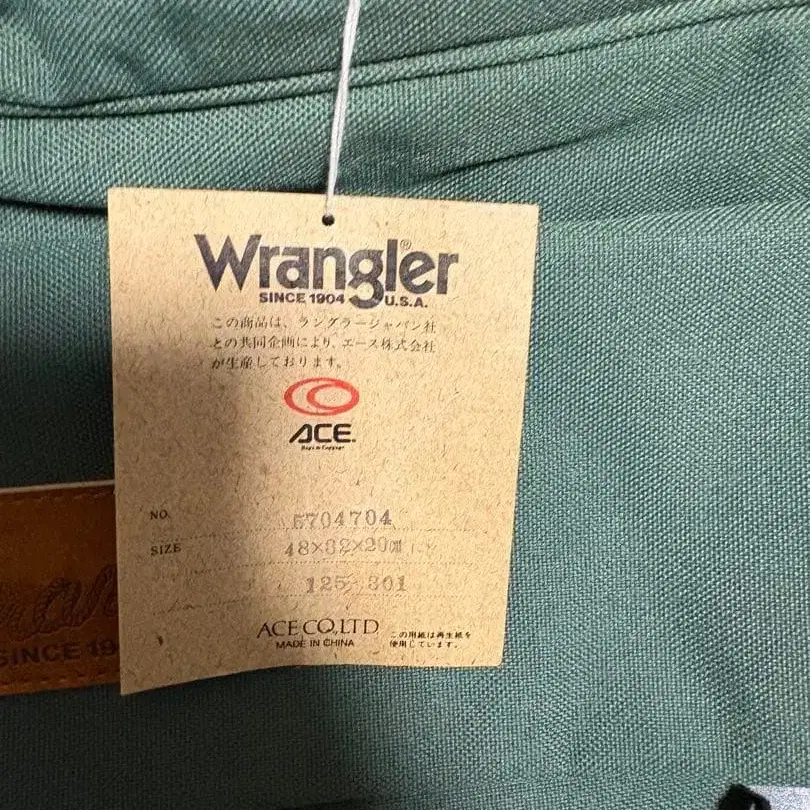 Wrangler®
SINCE 1904 U.S.A.
この商品は、ラングラージャパン社
との共同企画により、エース株式会社
が生産しております。
ACE.
Bags & Luggage
NO. 5704704
SIZE 48×32×20㎝
125 301
ACE CO., LTD.
MADE IN CHINA
この用紙は再生紙を
使用しています。
SINCE 19